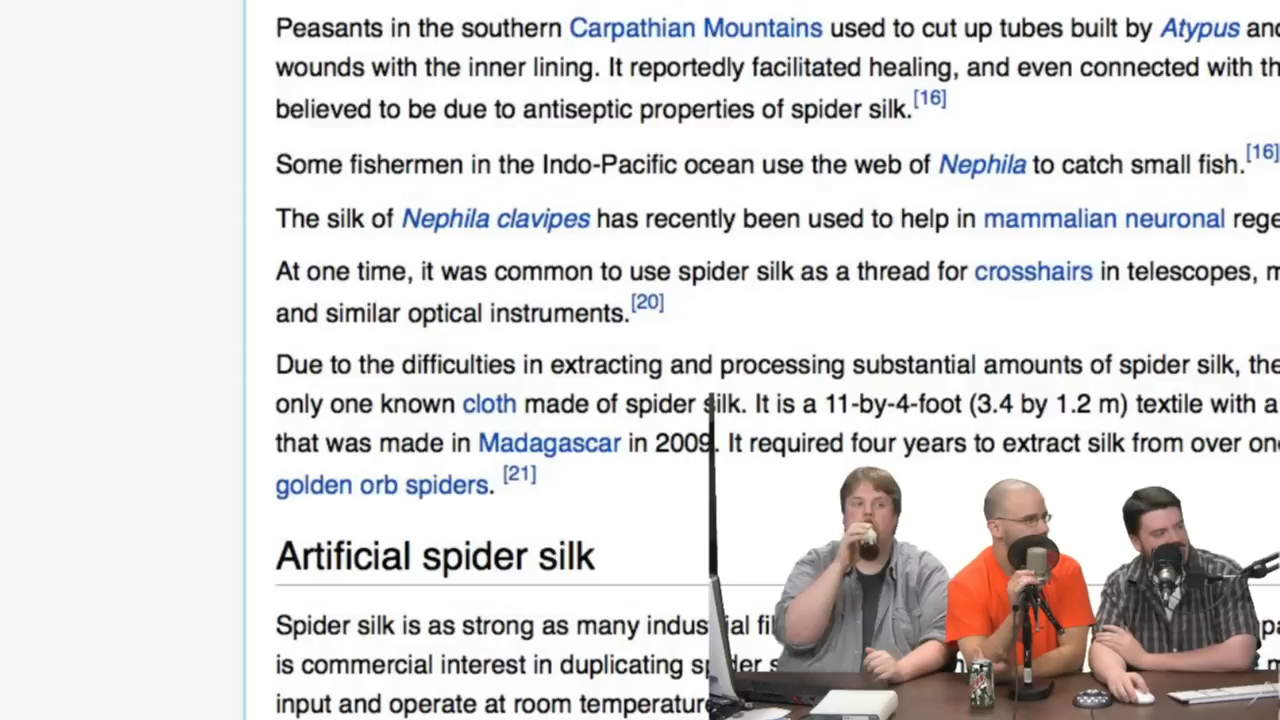 Peasants in the southern Carpathian Mountains used to cut up tubes built by Atypus and
wounds with the inner lining. It reportedly facilitated healing, and even connected with th
believed to be due to antiseptic properties of spider silk.[16]
Some fishermen in the Indo-Pacific ocean use the web of Nephila to catch small fish.[16]
The silk of Nephila clavipes has recently been used to help in mammalian neuronal rege
At one time, it was common to use spider silk as a thread for crosshairs in telescopes, m
and similar optical instruments.[20]
Due to the difficulties in extracting and processing substantial amounts of spider silk, the
only one known cloth made of spider silk. It is a 11-by-4-foot (3.4 by 1.2 m) textile with a
that was made in Madagascar in 2009. It required four years to extract silk from over on
golden orb spiders. [21]
Artificial spider silk
Spider silk is as strong as many industrial fi
is commercial interest in duplicating spider s
input and operate at room temperature